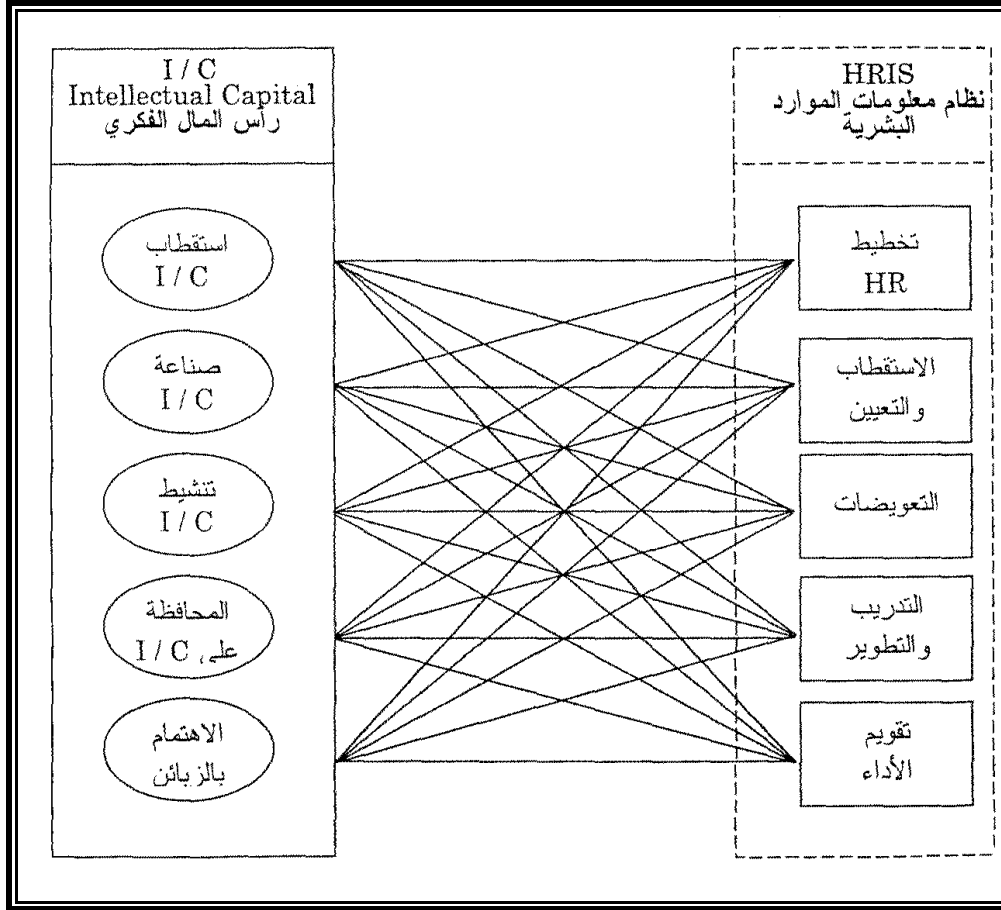 I / C
Intellectual Capital
رأس المال الفكري
استقطاب
I / C
صناعة
I / C
تنشيط
I / C
المحافظة
على I / C
الاهتمام
بالزبائن
HRIS
نظام معلومات الموارد
البشرية
تخطيط
HR
الاستقطاب
والتعيين
التعويضات
التدريب
والتطوير
تقويم
الأداء